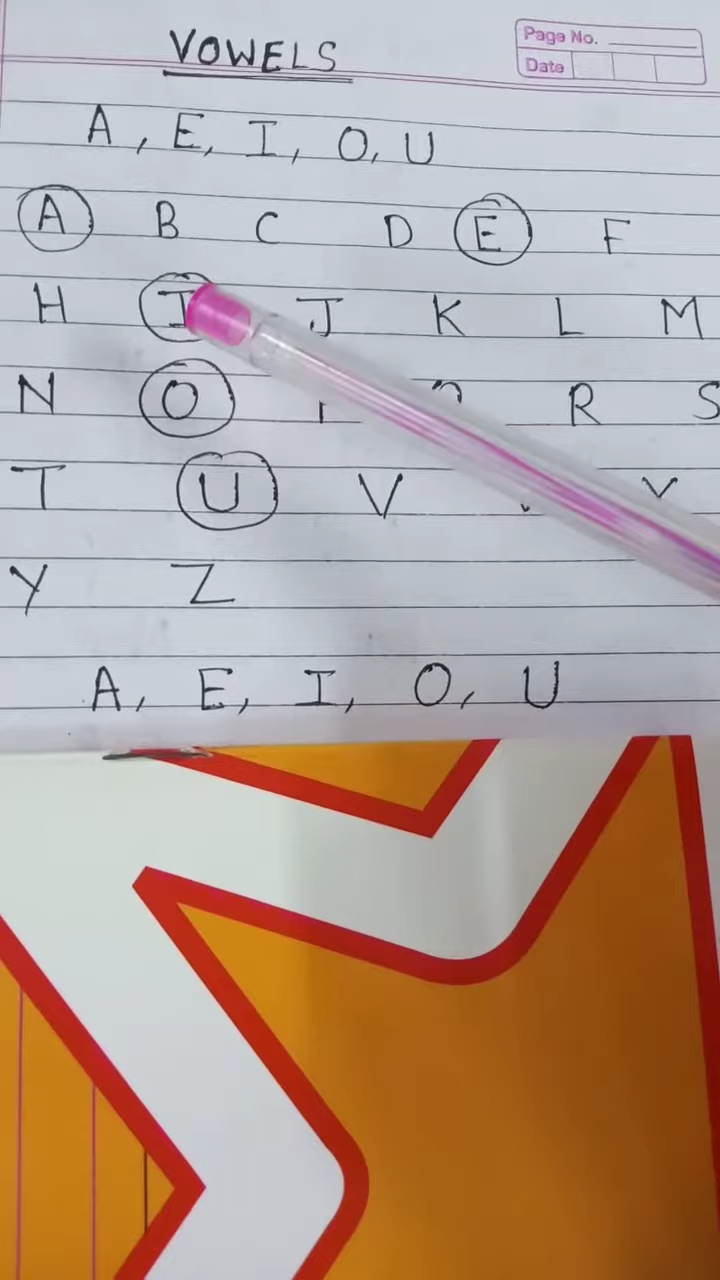 VOWELS
Page No.
Date
A, E, I, O, U
A B C D E F
H I J K L M
N O R S
T U V
Y Z
A, E, I, O, U